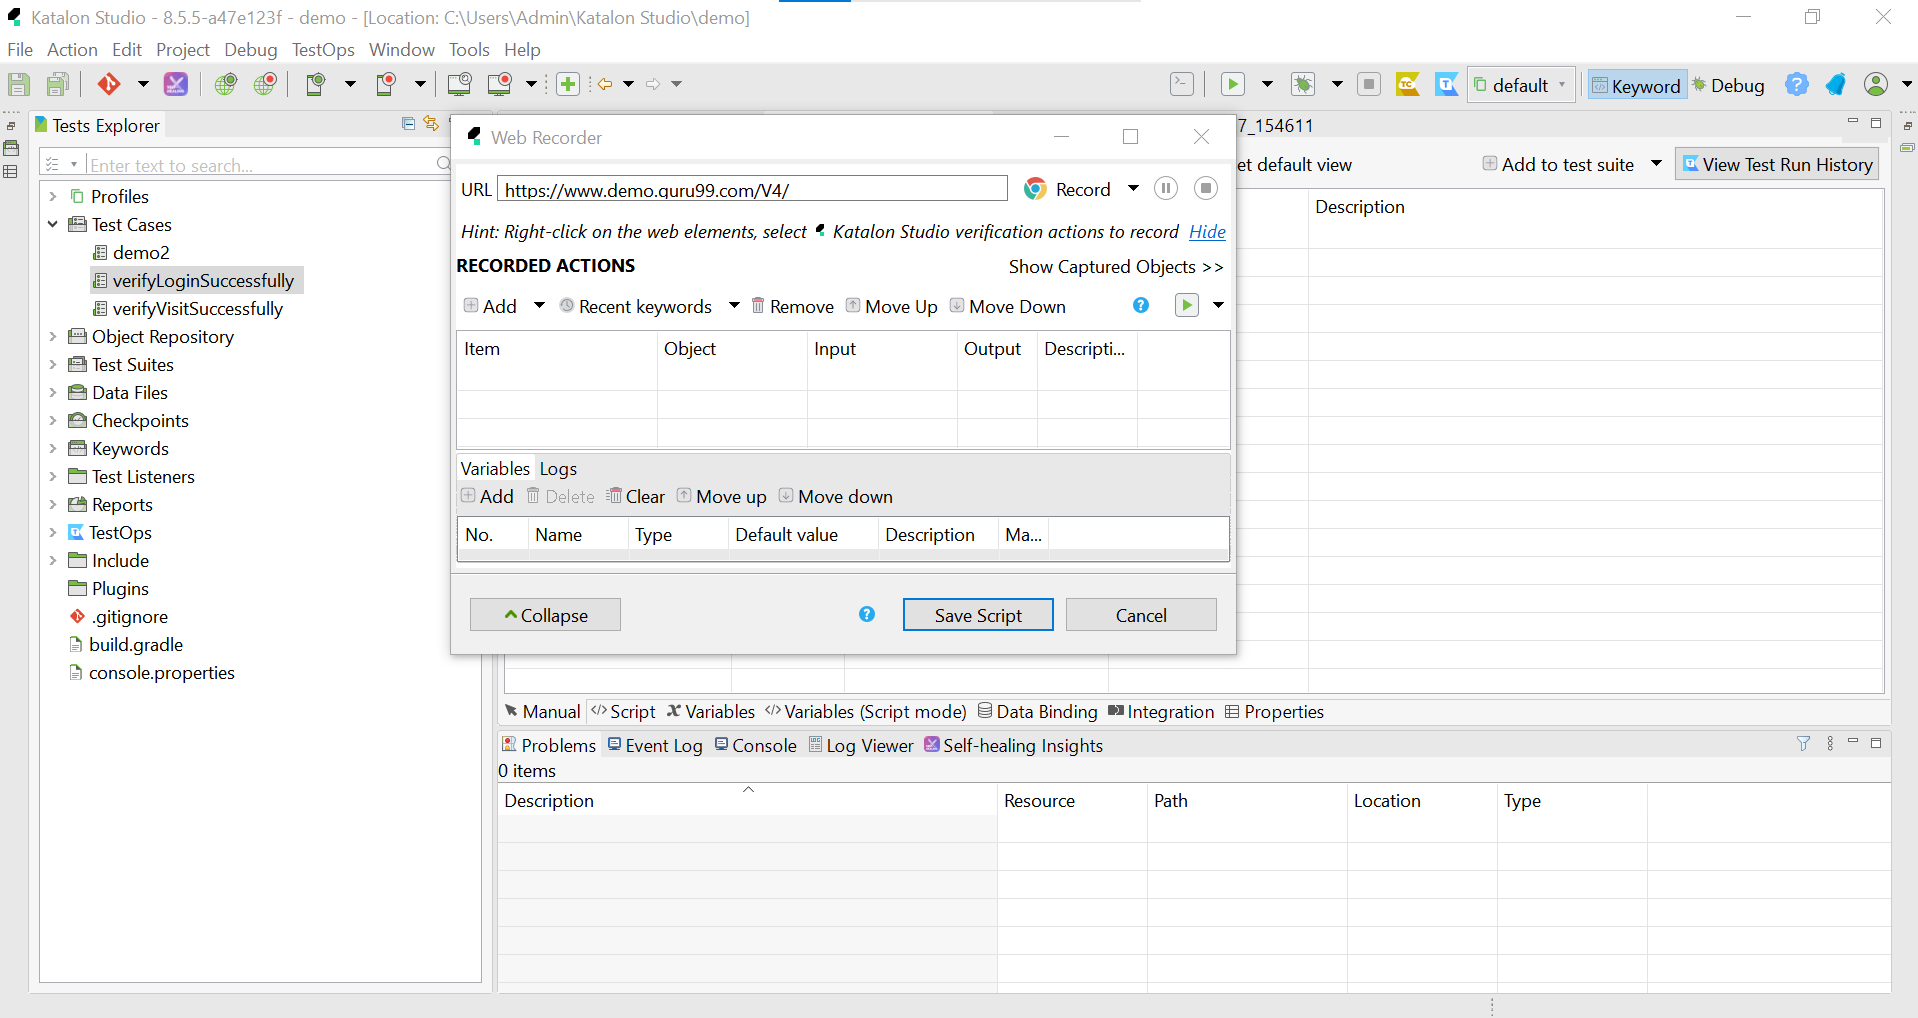 Katalon Studio - 8.5.5-a47e123f - demo - [Location: C:\Users\Admin\Katalon Studio\demo]
File Action Edit Project Debug TestOps Window Tools Help
default Keyword Debug
Tests Explorer
7_154611
Enter text to search...
et default view Add to test suite View Test Run History
Profiles
Test Cases
demo2
verifyLoginSuccessfully
verifyVisitSuccessfully
Object Repository
Test Suites
Data Files
Checkpoints
Keywords
Test Listeners
Reports
TestOps
Include
Plugins
.gitignore
build.gradle
console.properties
Description
Web Recorder
URL https://www.demo.guru99.com/V4/ Record
Hint: Right-click on the web elements, select Katalon Studio verification actions to record Hide
RECORDED ACTIONS Show Captured Objects >>
Add Recent keywords Remove Move Up Move Down
Item Object Input Output Descripti...
Variables Logs
Add Delete Clear Move up Move down
No. Name Type Default value Description Ma...
Collapse Save Script Cancel
Manual Script Variables Variables (Script mode) Data Binding Integration Properties
Problems Event Log Console Log Viewer Self-healing Insights
0 items
Description Resource Path Location Type